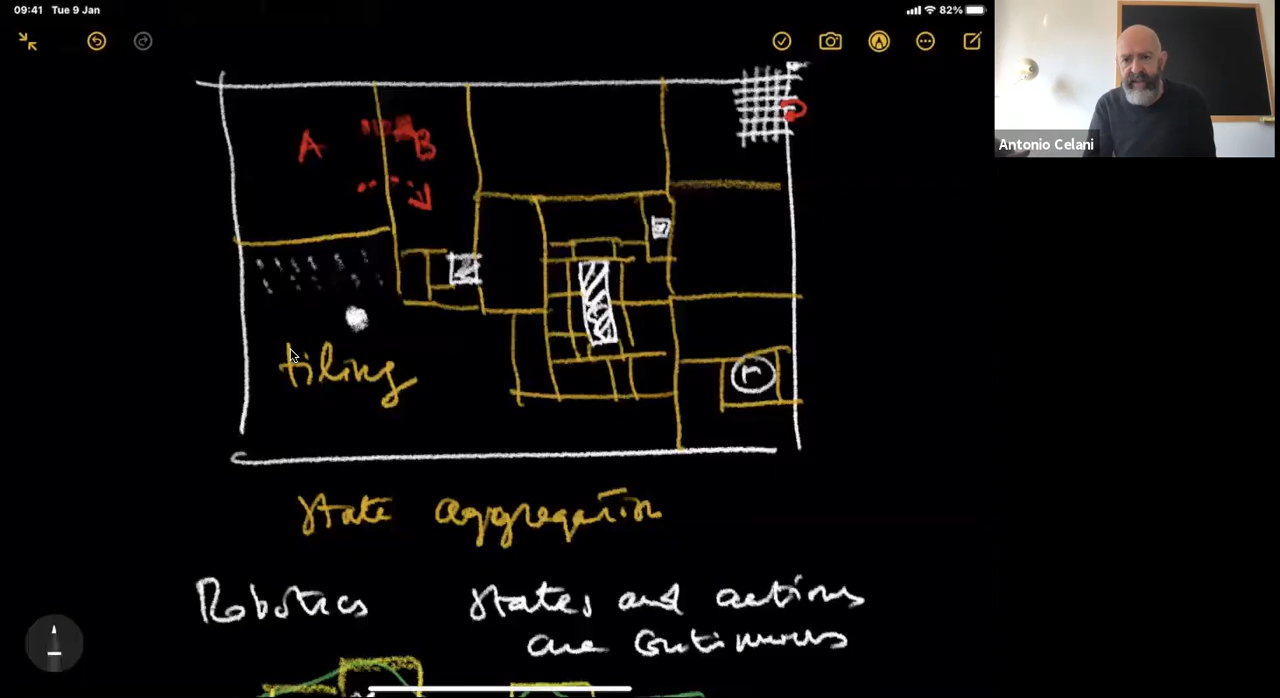 09:41 Tue 9 Jan
82%
Antonio Celani
A
B
tiling
r
State aggregation
Robotics states and actions
are continuous